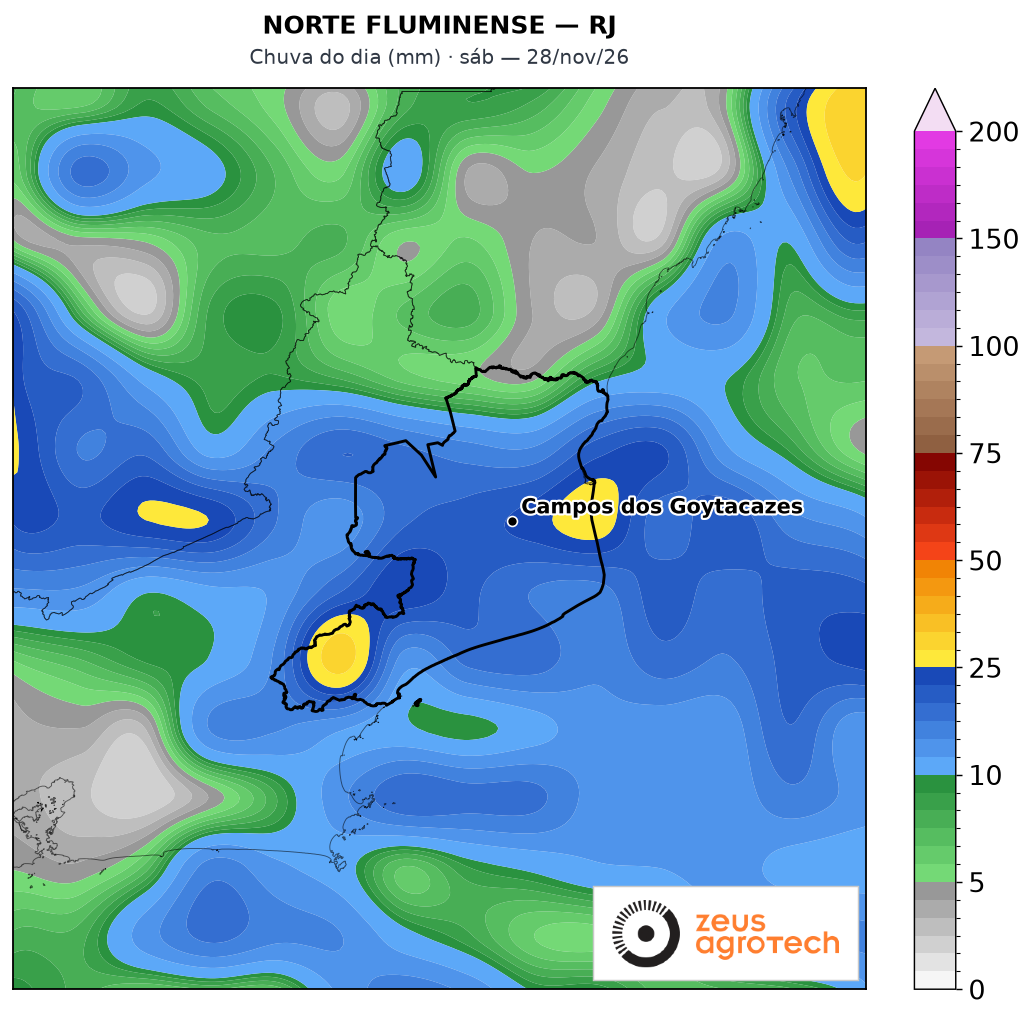 NORTE FLUMINENSE — RJ
Chuva do dia (mm) · sáb — 28/nov/26
200
150
100
75
50
25
10
5
0
Campos dos Goytacazes
zeus
agroTech